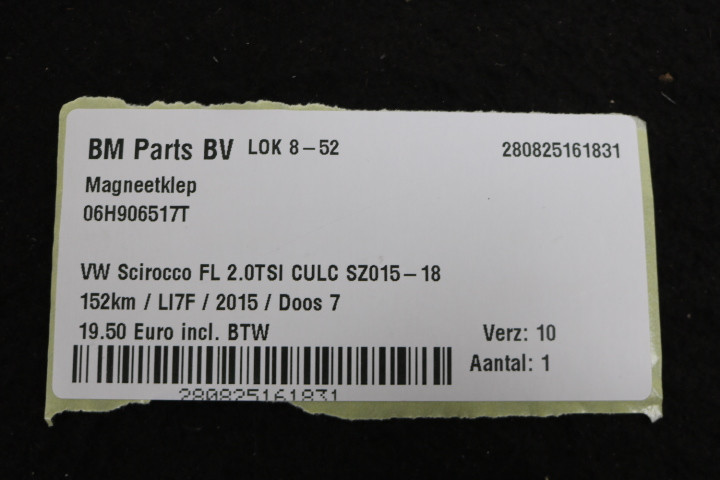 BM Parts BV LOK 8-52 280825161831
Magneetklep
06H906517T
VW Scirocco FL 2.0TSI CULC SZ015-18
152km / LI7F / 2015 / Doos 7
19.50 Euro incl. BTW Verz: 10
Aantal: 1
280825161831